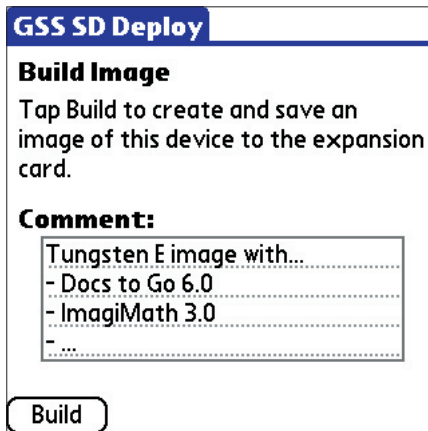 GSS SD Deploy
Build Image
Tap Build to create and save an
image of this device to the expansion
card.
Comment:
Tungsten E image with...
- Docs to Go 6.0
- ImagiMath 3.0
- ...
Build